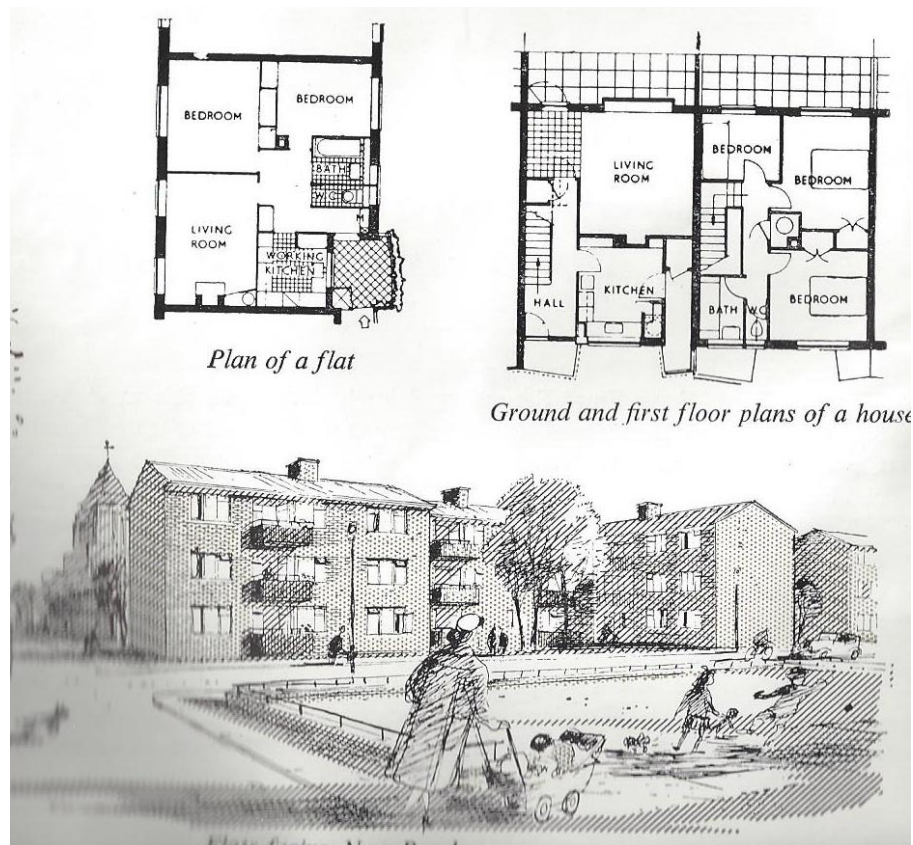 BEDROOM
BEDROOM
BATH
W.C.
M
LIVING
ROOM
WORKING
KITCHEN
Plan of a flat
LIVING
ROOM
HALL
KITCHEN
BEDROOM
BEDROOM
BATH
W.C.
BEDROOM
Ground and first floor plans of a house